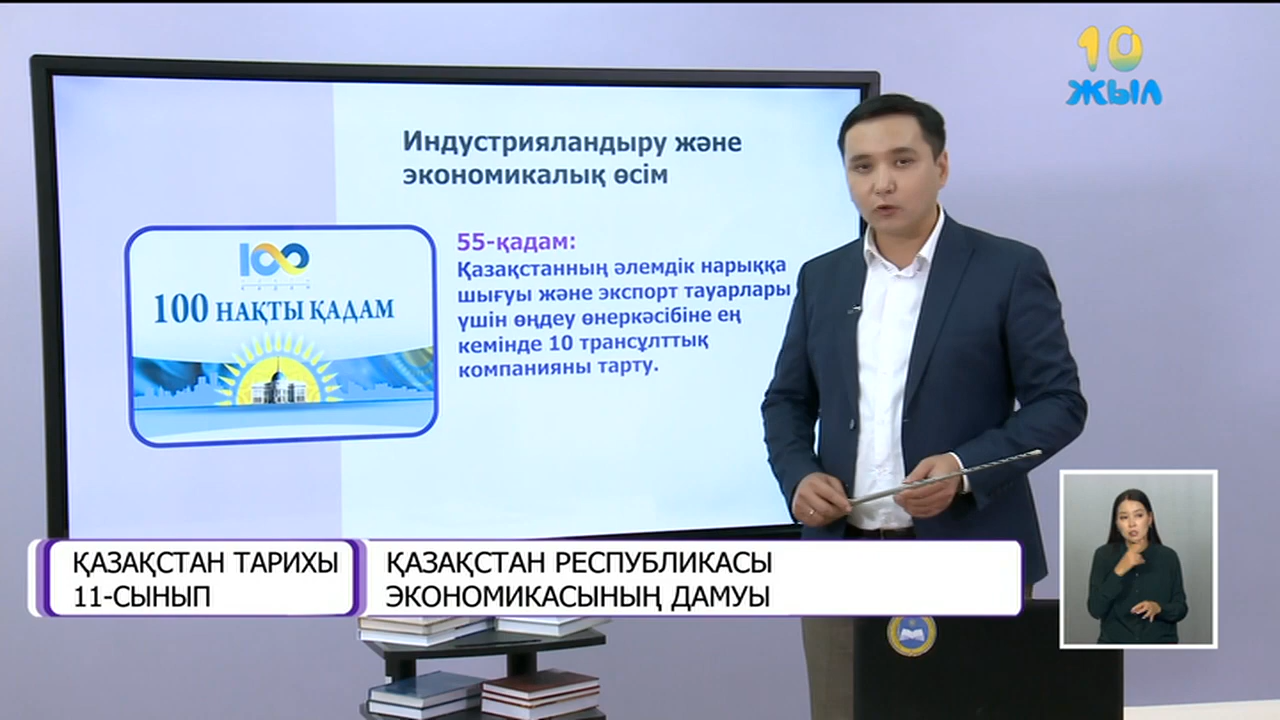 10
ЖЫЛ
Индустрияландыру және
экономикалық өсім
100
100 НАҚТЫ ҚАДАМ
55-қадам:
Қазақстанның әлемдік нарыққа
шығуы және экспорт тауарлары
үшін өңдеу өнеркәсібіне ең
кемінде 10 трансұлттық
компанияны тарту.
ҚАЗАҚСТАН ТАРИХЫ
11-СЫНЫП
ҚАЗАҚСТАН РЕСПУБЛИКАСЫ
ЭКОНОМИКАСЫНЫҢ ДАМУЫ